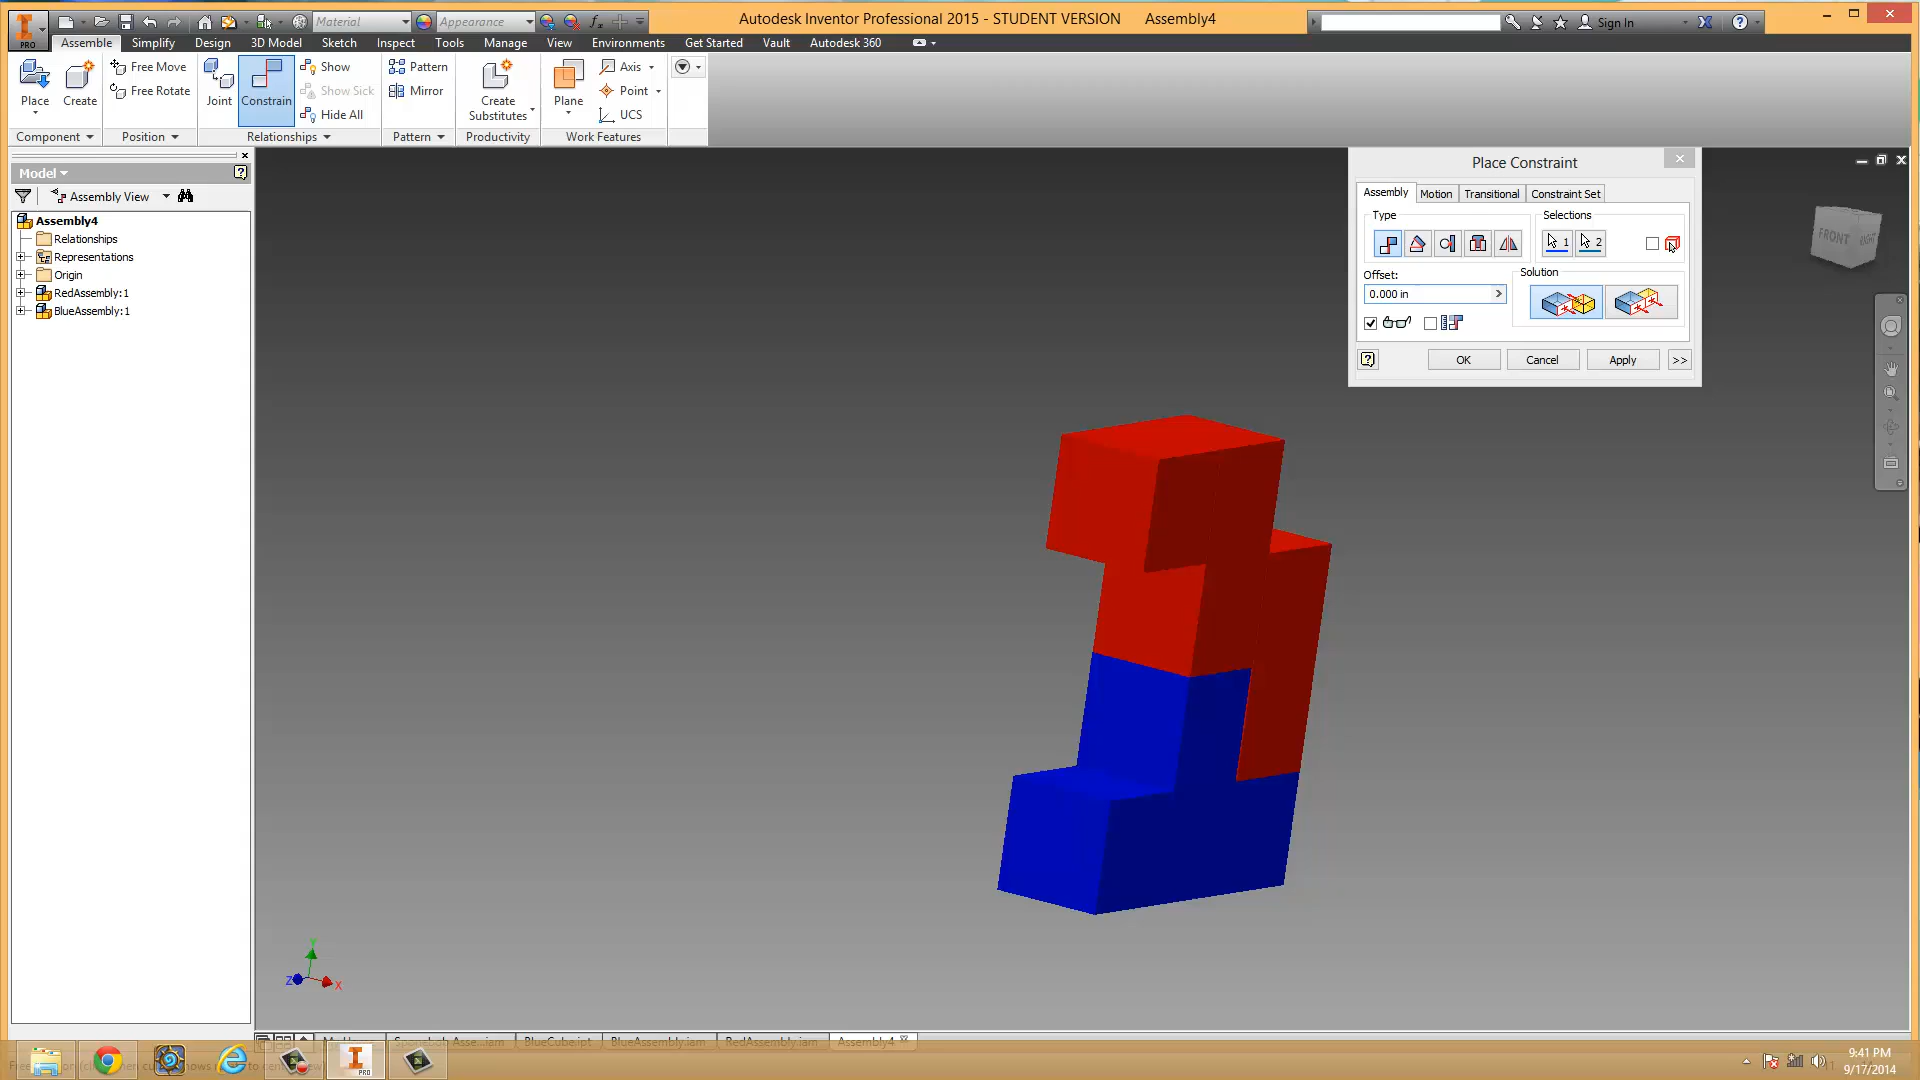 Material
Appearance
Autodesk Inventor Professional 2015 - STUDENT VERSION Assembly4
Sign In
PRO
Assemble Simplify Design 3D Model Sketch Inspect Tools Manage View Environments Get Started Vault Autodesk 360
Place
Create
Free Move
Free Rotate
Joint
Constrain
Show
Show Sick
Hide All
Pattern
Mirror
Create
Substitutes
Plane
Axis
Point
UCS
Component
Position
Relationships
Pattern
Productivity
Work Features
Model
Assembly View
Assembly4
Relationships
Representations
Origin
RedAssembly:1
BlueAssembly:1
Place Constraint
Assembly Motion Transitional Constraint Set
Type
Selections
1
2
Offset:
0.000 in
Solution
OK
Cancel
Apply
>>
FRONT
RIGHT
Y
Z
X
BlueCube.ipt
BlueAssembly.iam
RedAssembly.iam
Assembly4
PRO
9:41 PM
9/17/2014